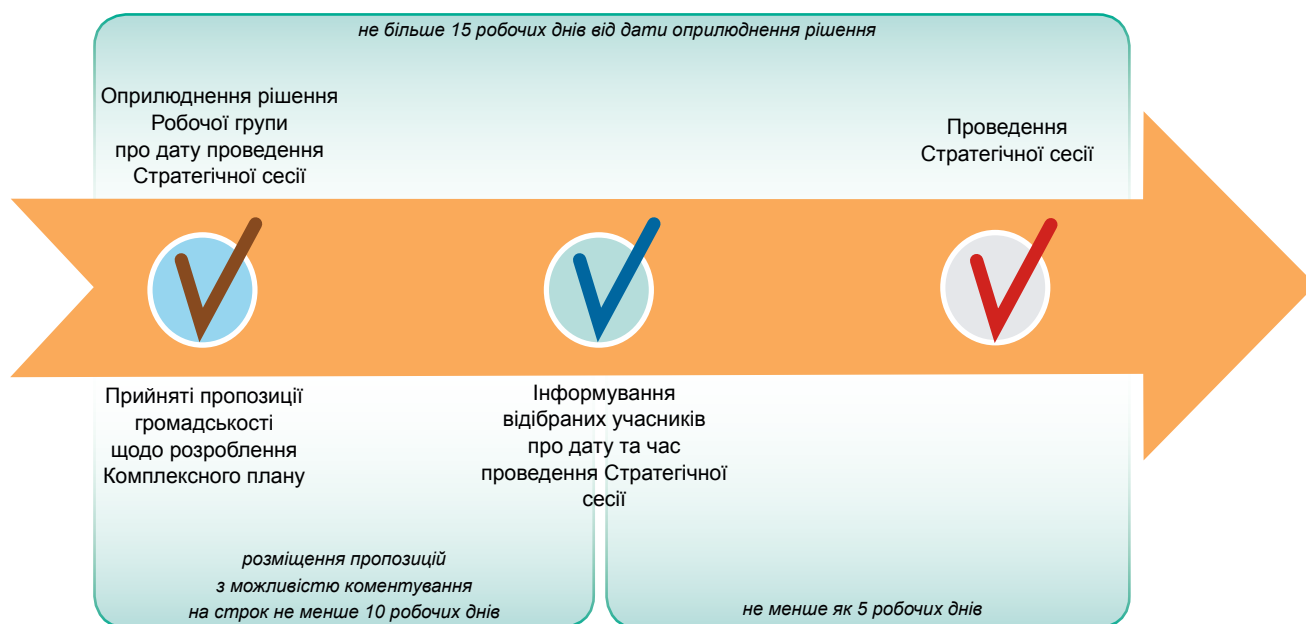 не більше 15 робочих днів від дати оприлюднення рішення
Оприлюднення рішення
Робочої групи
про дату проведення
Стратегічної сесії
Проведення
Стратегічної сесії
Прийняті пропозиції
громадськості
щодо розроблення
Комплексного плану
Інформування
відібраних учасників
про дату та час
проведення Стратегічної
сесії
розміщення пропозицій
з можливістю коментування
на строк не менше 10 робочих днів
не менше як 5 робочих днів